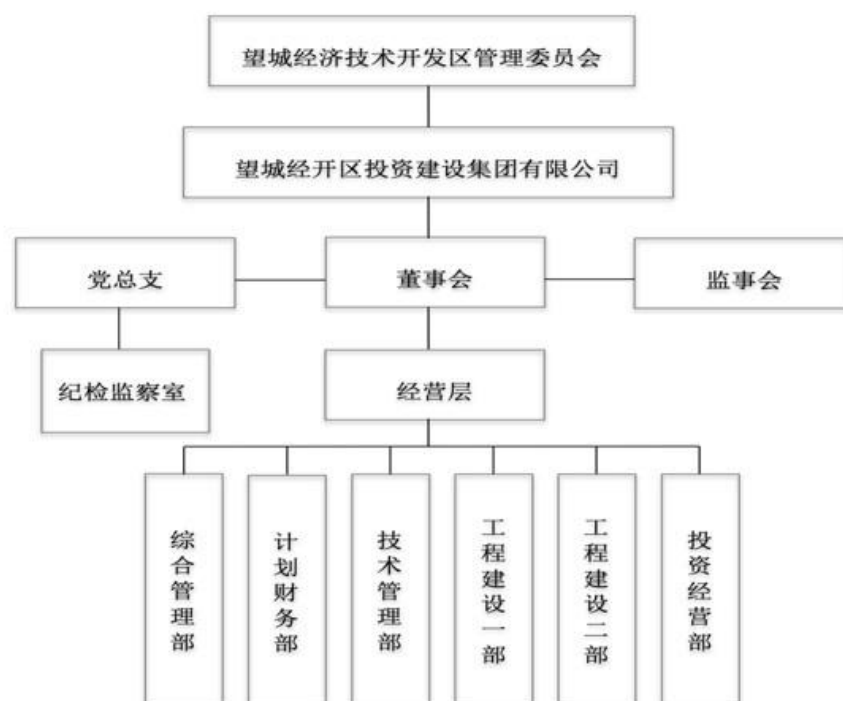 望城经济技术开发区管理委员会
望城经开区投资建设集团有限公司
党总支
董事会
监事会
纪检监察室
经营层
综合管理部
计划财务部
技术管理部
工程建设一部
工程建设二部
投资经营部